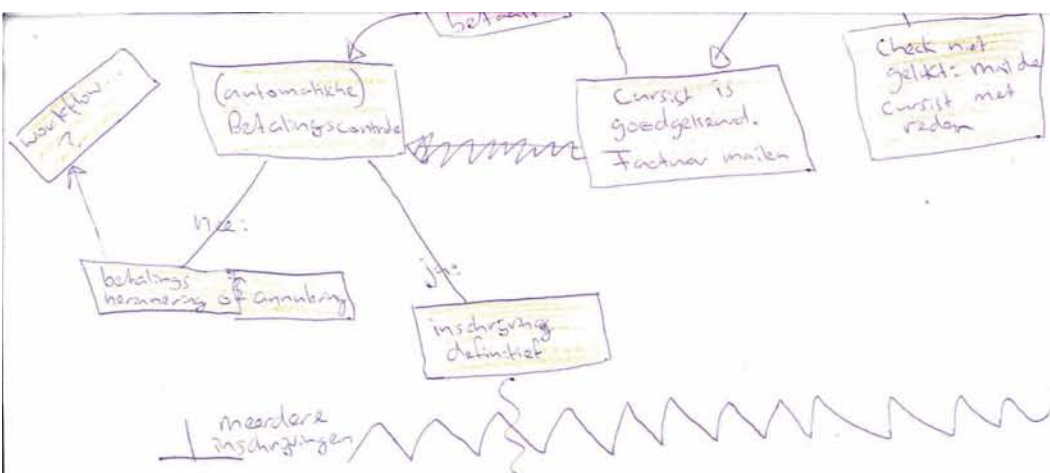 Check niet
gelukt: mail de
cursist met
reden
(automatische)
Betalingscontrole
Cursist is
goedgekeurd.
Factuur mailen
workflow...
?
nee:
ja:
betalings
herinnering of annulering
inschrijving
definitief
meerdere
inschrijvingen